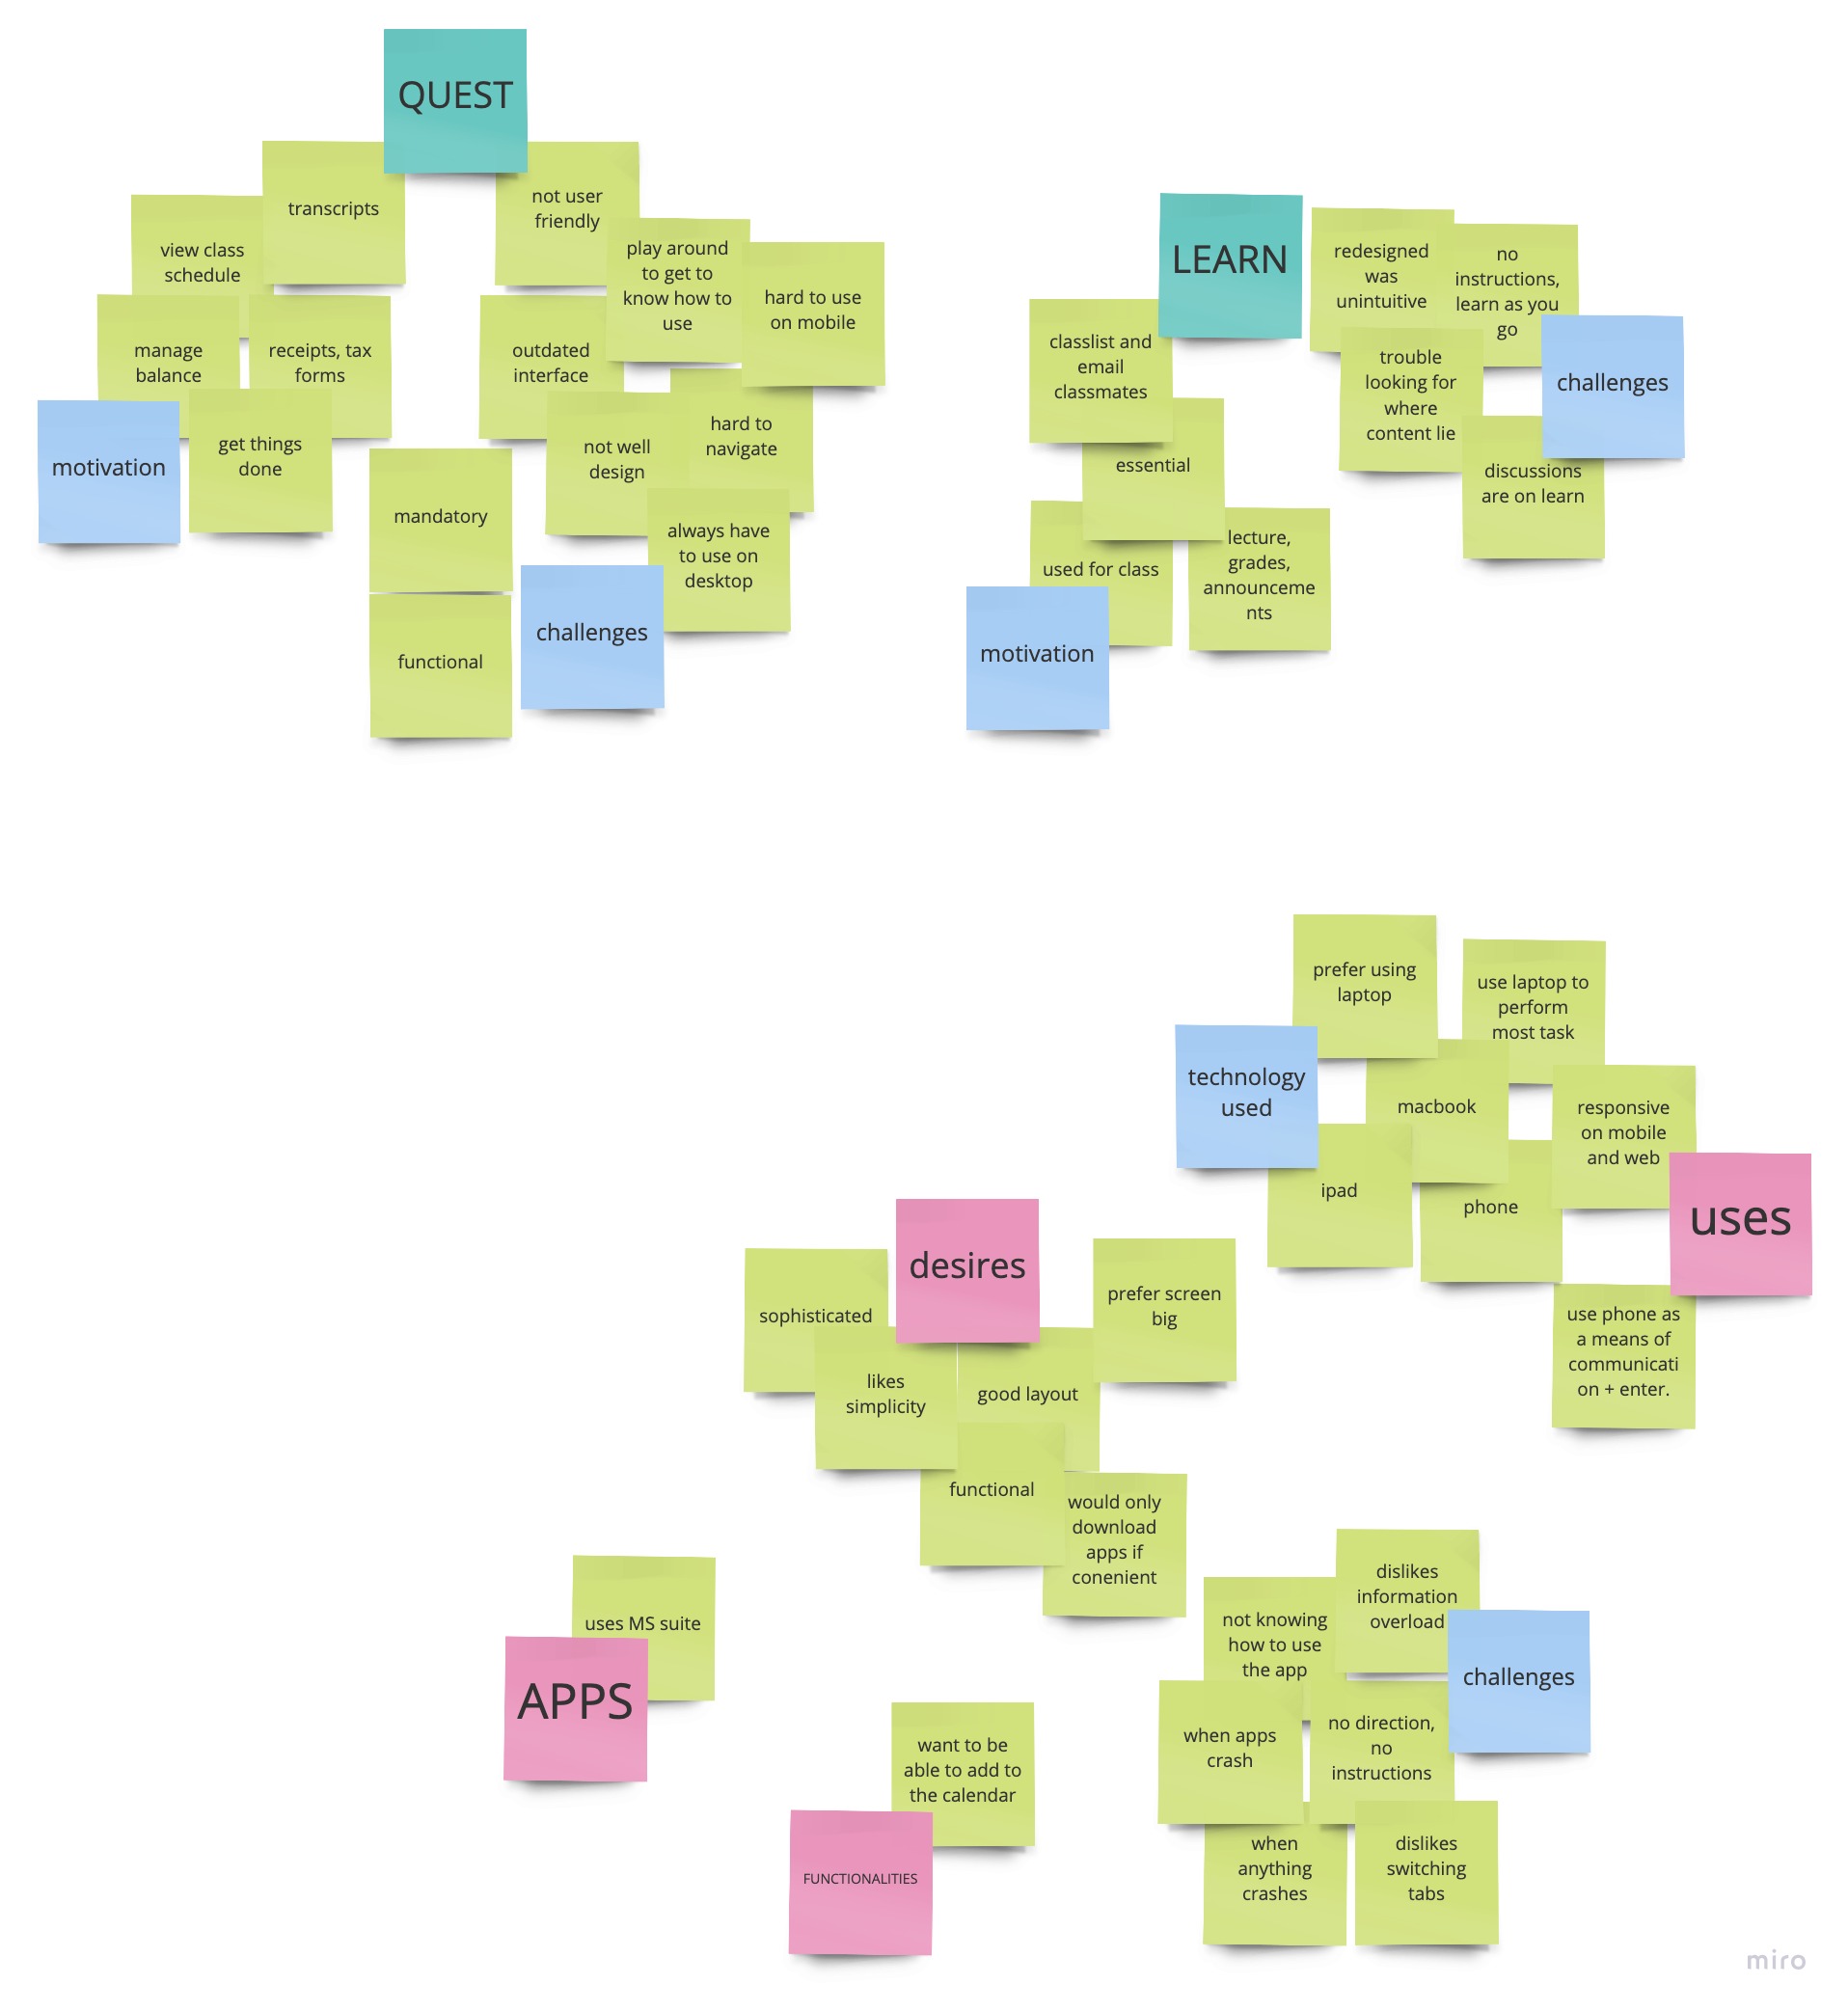 QUEST
transcripts
view class
schedule
manage
balance
receipts, tax
forms
motivation
get things
done
not user
friendly
play around
to get to
know how to
use
hard to use
on mobile
outdated
interface
not well
design
hard to
navigate
always have
to use on
desktop
mandatory
functional
challenges
LEARN
classlist and
email
classmates
essential
used for class
lecture,
grades,
announceme
nts
motivation
redesigned
was
unintuitive
no
instructions,
learn as you
go
trouble
looking for
where
content lie
challenges
discussions
are on learn
prefer using
laptop
use laptop to
perform
most task
technology
used
macbook
responsive
on mobile
and web
ipad
phone
uses
use phone as
a means of
communicati
on + enter.
desires
sophisticated
prefer screen
big
likes
simplicity
good layout
functional
would only
download
apps if
conenient
uses MS suite
APPS
want to be
able to add to
the calendar
FUNCTIONALITIES
dislikes
information
overload
not knowing
how to use
the app
challenges
when apps
crash
no direction,
no
instructions
when
anything
crashes
dislikes
switching
tabs
miro